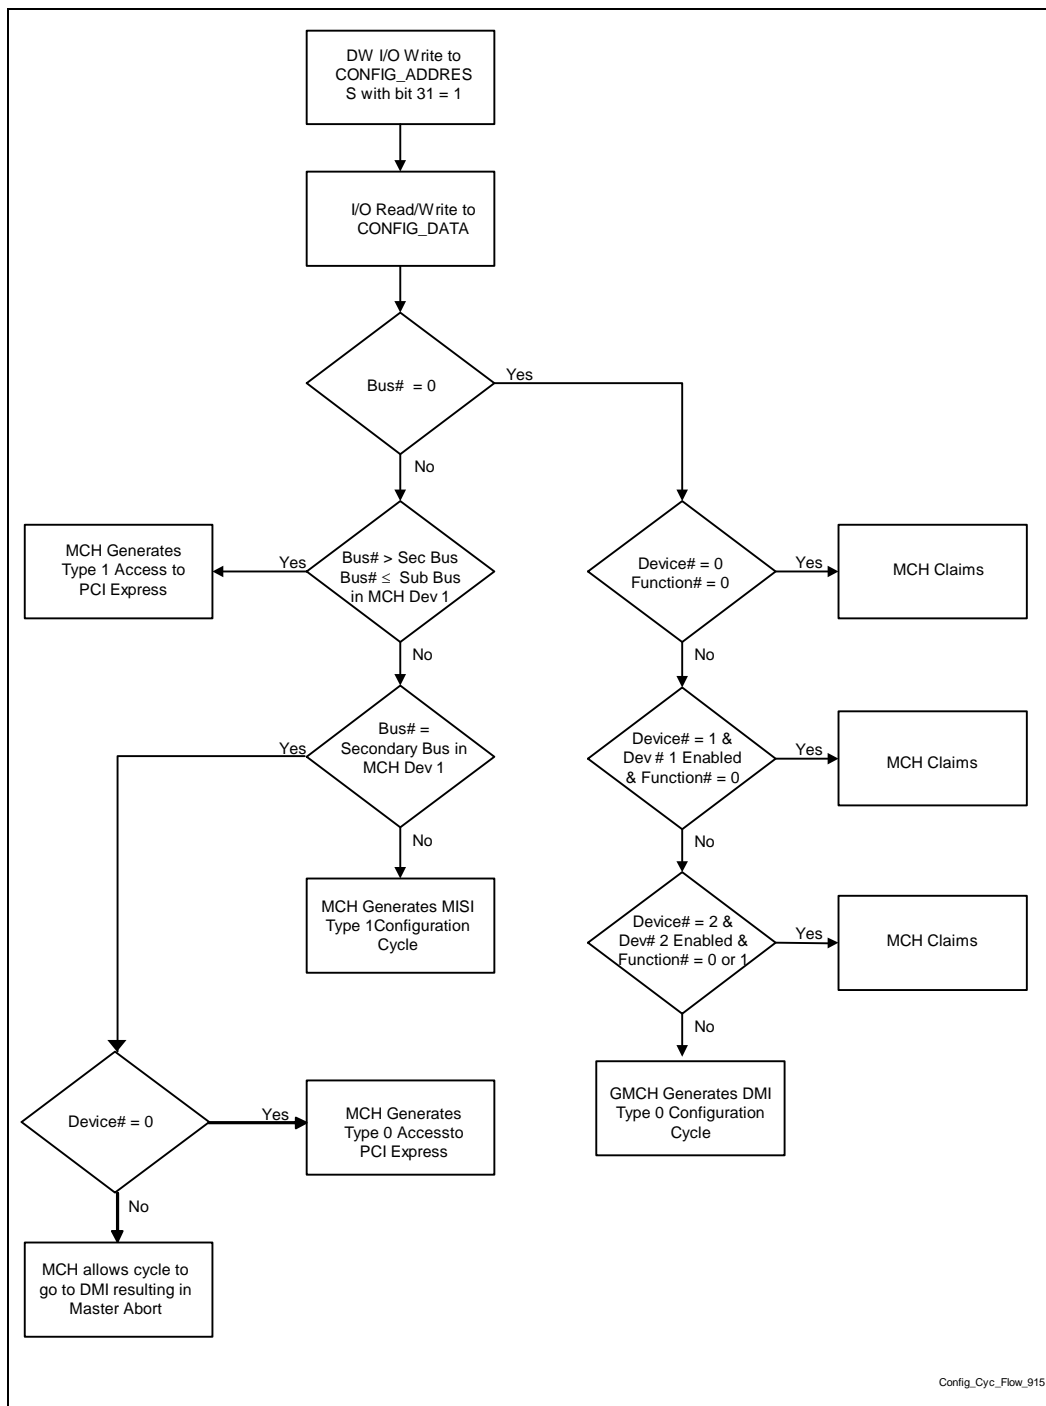 DW I/O Write to
CONFIG_ADDRES
S with bit 31 = 1
I/O Read/Write to
CONFIG_DATA
Bus# = 0
Yes
No
Bus# > Sec Bus
Bus# ≤ Sub Bus
in MCH Dev 1
Yes
MCH Generates
Type 1 Access to
PCI Express
No
Device# = 0
Function# = 0
Yes
MCH Claims
No
Bus# =
Secondary Bus in
MCH Dev 1
Yes
No
Device# = 1 &
Dev # 1 Enabled
& Function# = 0
Yes
MCH Claims
No
MCH Generates MISI
Type 1Configuration
Cycle
Device# = 2 &
Dev# 2 Enabled &
Function# = 0 or 1
Yes
MCH Claims
No
GMCH Generates DMI
Type 0 Configuration
Cycle
Device# = 0
Yes
MCH Generates
Type 0 Accessto
PCI Express
No
MCH allows cycle to
go to DMI resulting in
Master Abort
Config_Cyc_Flow_915